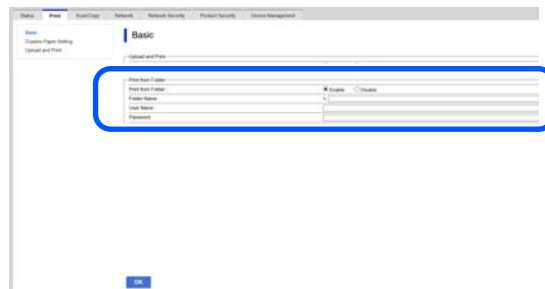 Status Print Scan/Copy Network Network Security Product Security Device Management
Basic
Custom Paper Setting
Upload and Print
Basic
Upload and Print
Print from Folder
Print from Folder Enable Disable
Folder Name
User Name
Password
OK